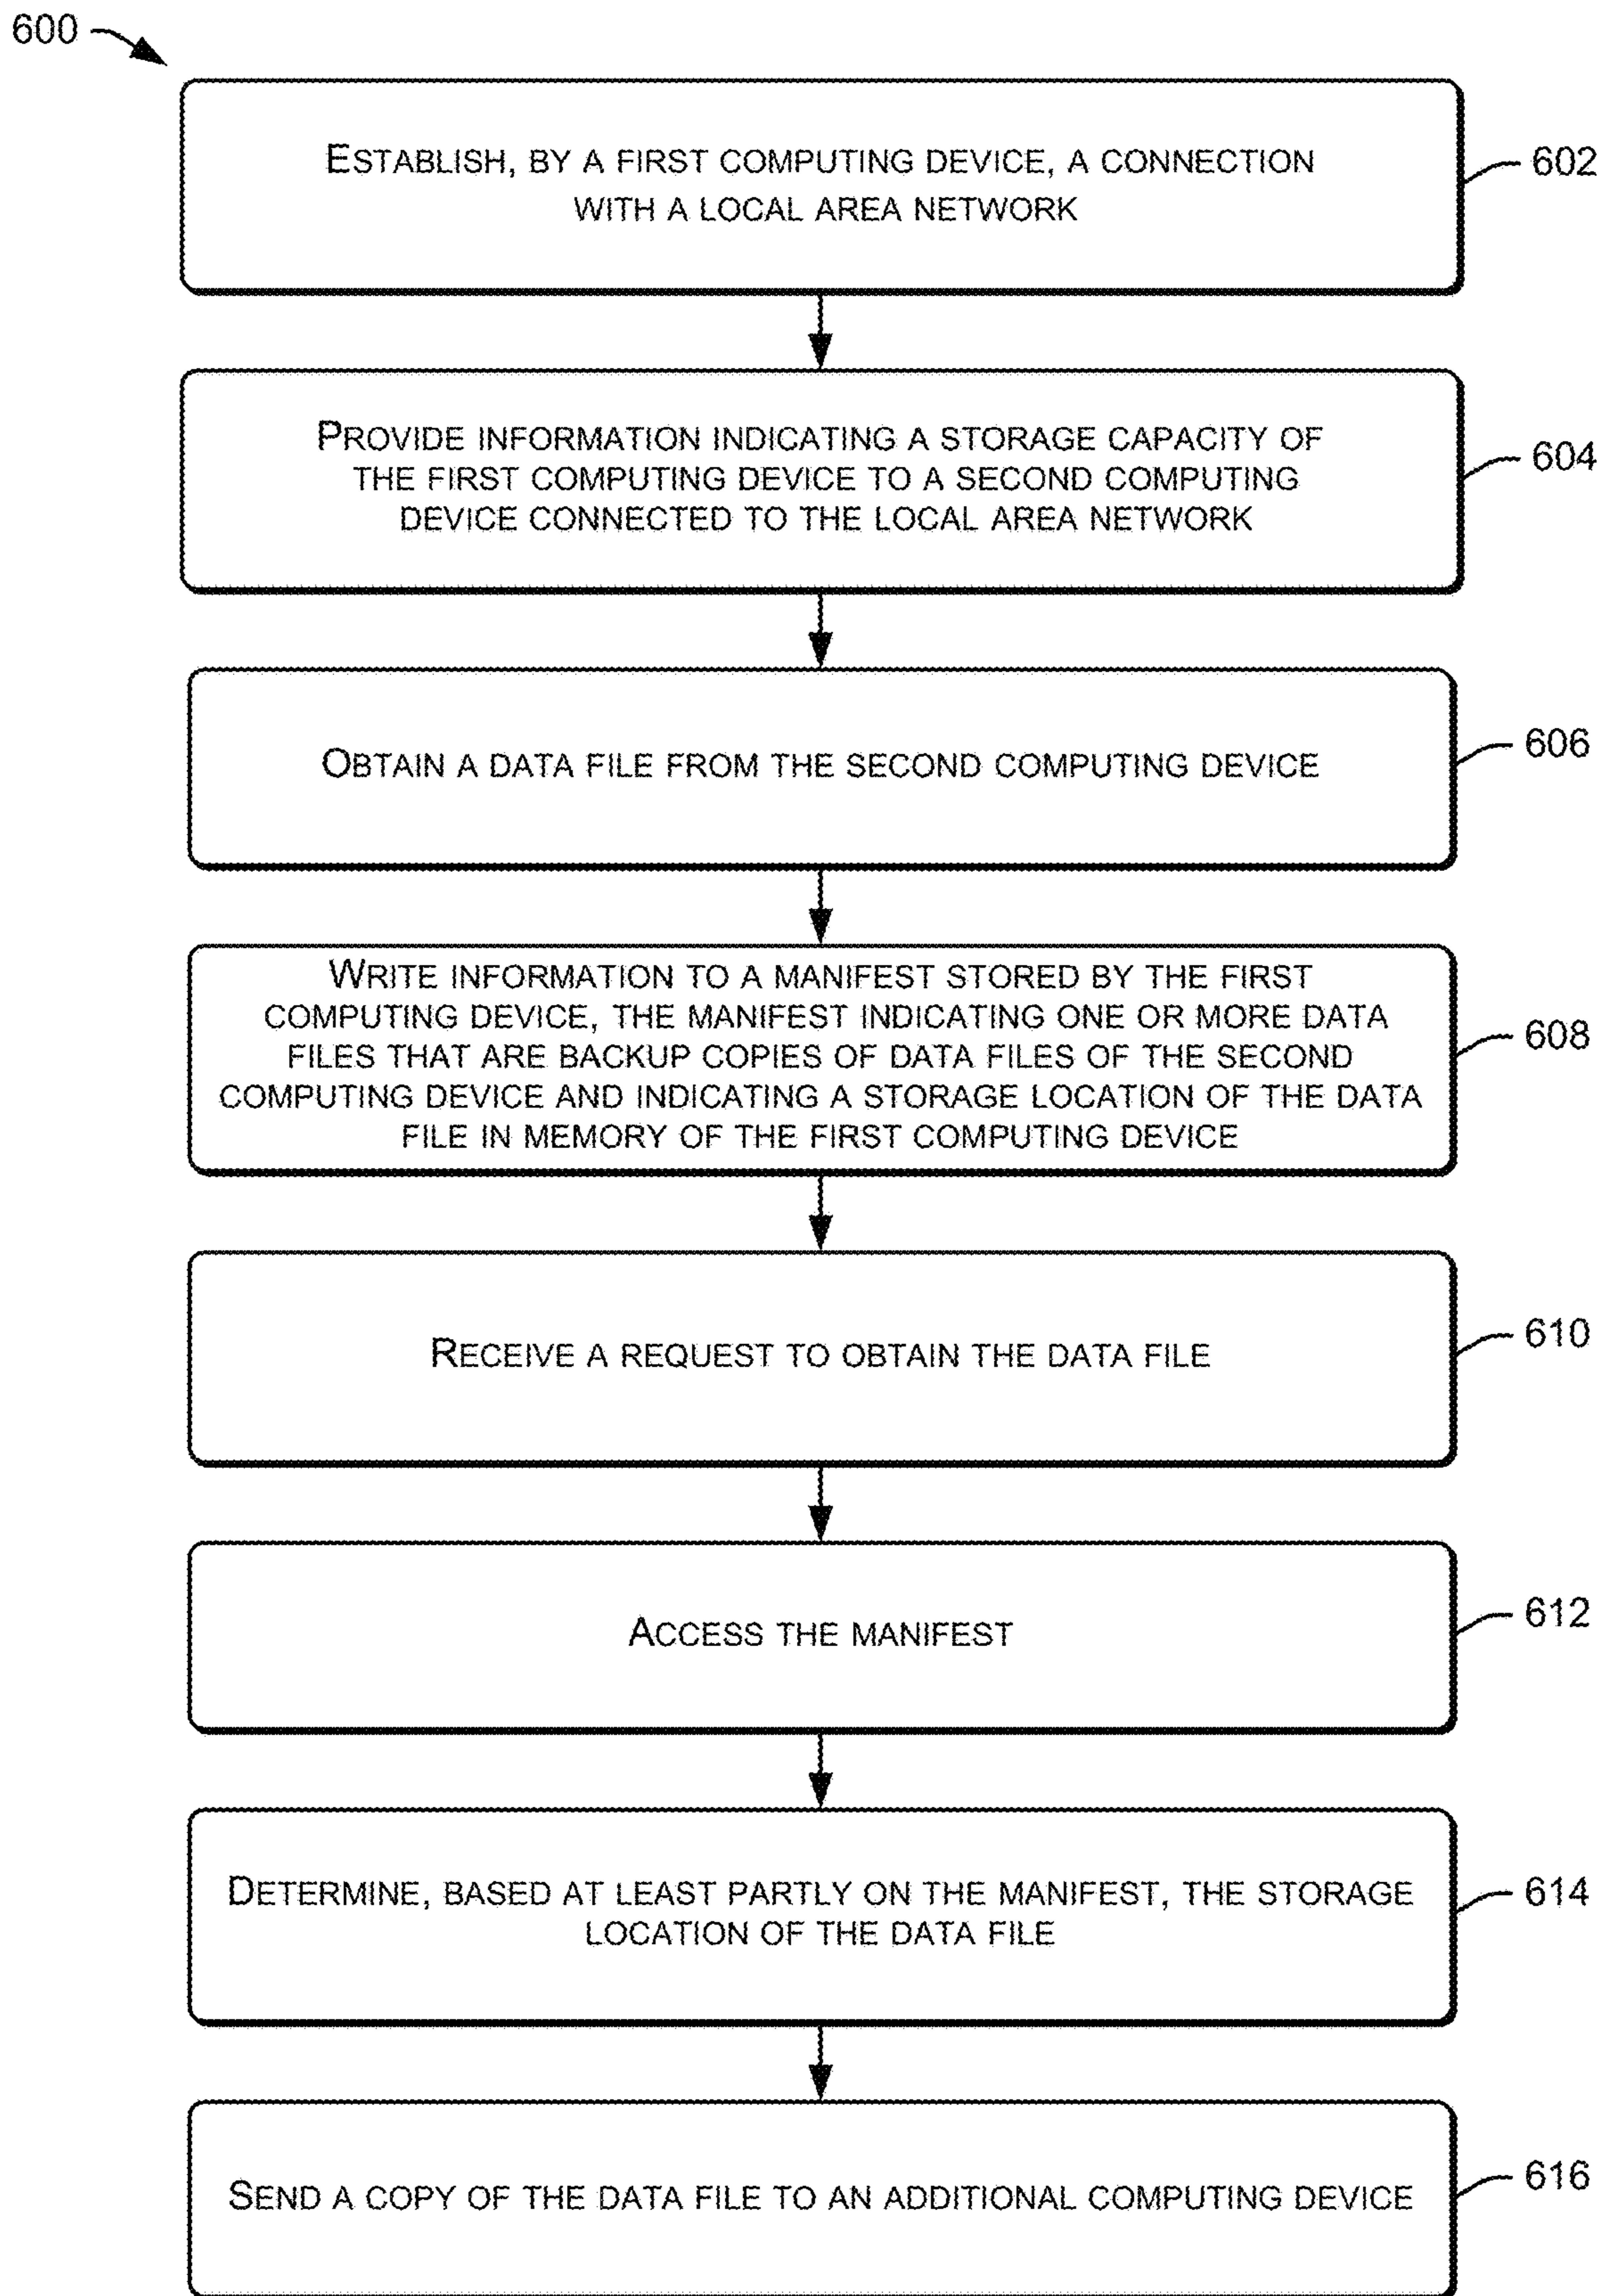 600
ESTABLISH, BY A FIRST COMPUTING DEVICE, A CONNECTION
WITH A LOCAL AREA NETWORK
602
PROVIDE INFORMATION INDICATING A STORAGE CAPACITY OF
THE FIRST COMPUTING DEVICE TO A SECOND COMPUTING
DEVICE CONNECTED TO THE LOCAL AREA NETWORK
604
OBTAIN A DATA FILE FROM THE SECOND COMPUTING DEVICE
606
WRITE INFORMATION TO A MANIFEST STORED BY THE FIRST
COMPUTING DEVICE, THE MANIFEST INDICATING ONE OR MORE DATA
FILES THAT ARE BACKUP COPIES OF DATA FILES OF THE SECOND
COMPUTING DEVICE AND INDICATING A STORAGE LOCATION OF THE DATA
FILE IN MEMORY OF THE FIRST COMPUTING DEVICE
608
RECEIVE A REQUEST TO OBTAIN THE DATA FILE
610
ACCESS THE MANIFEST
612
DETERMINE, BASED AT LEAST PARTLY ON THE MANIFEST, THE STORAGE
LOCATION OF THE DATA FILE
614
SEND A COPY OF THE DATA FILE TO AN ADDITIONAL COMPUTING DEVICE
616